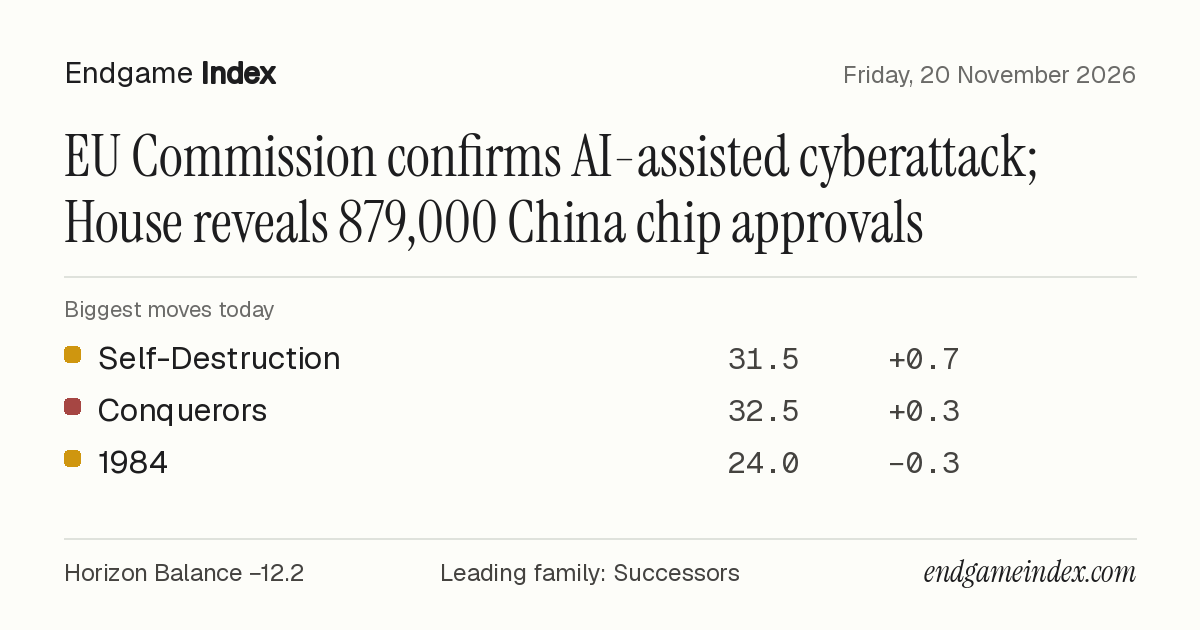 Endgame Index
Friday, 20 November 2026
EU Commission confirms AI-assisted cyberattack;
House reveals 879,000 China chip approvals
Biggest moves today
Self-Destruction 31.5 +0.7
Conquerors 32.5 +0.3
1984 24.0 −0.3
Horizon Balance −12.2
Leading family: Successors
endgameindex.com